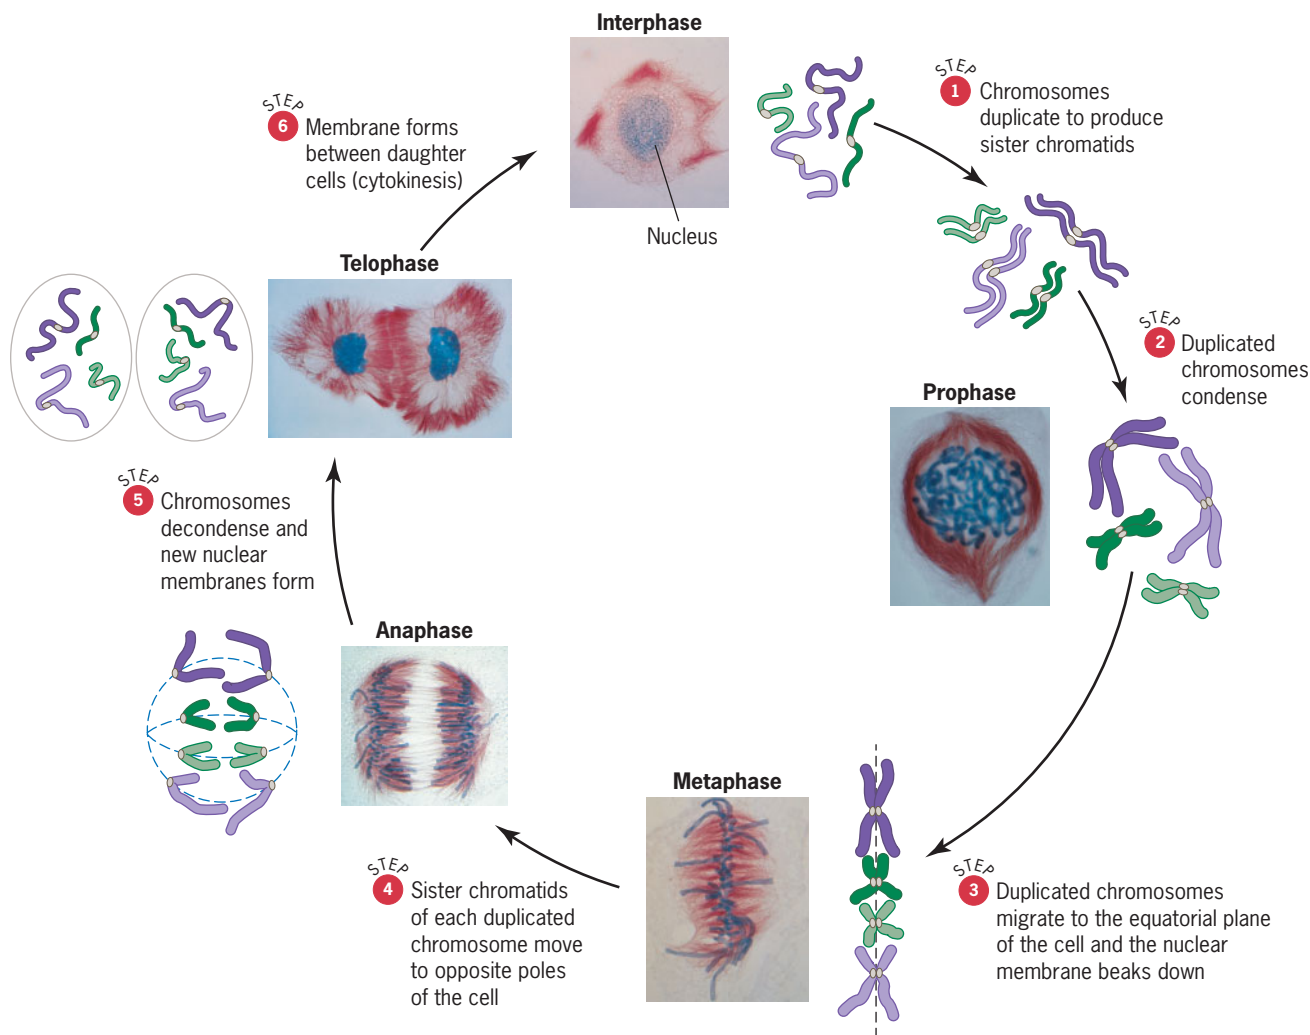 Interphase
Nucleus
STEP
1
Chromosomes
duplicate to produce
sister chromatids
STEP
2
Duplicated
chromosomes
condense
Prophase
STEP
3
Duplicated chromosomes
migrate to the equatorial plane
of the cell and the nuclear
membrane beaks down
Metaphase
STEP
4
Sister chromatids
of each duplicated
chromosome move
to opposite poles
of the cell
Anaphase
STEP
5
Chromosomes
decondense and
new nuclear
membranes form
Telophase
STEP
6
Membrane forms
between daughter
cells (cytokinesis)